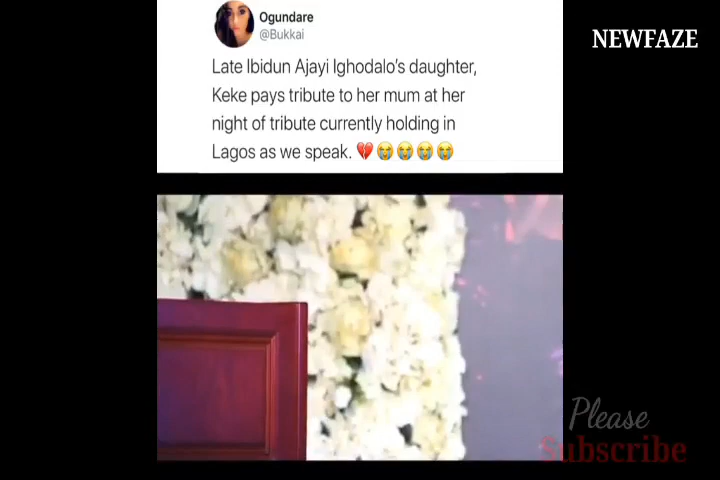 Ogundare
@Bukkai
NEWFAZE
Late Ibidun Ajayi Ighodalo's daughter,
Keke pays tribute to her mum at her
night of tribute currently holding in
Lagos as we speak. 💔😭😭😭😭
Please
Subscribe